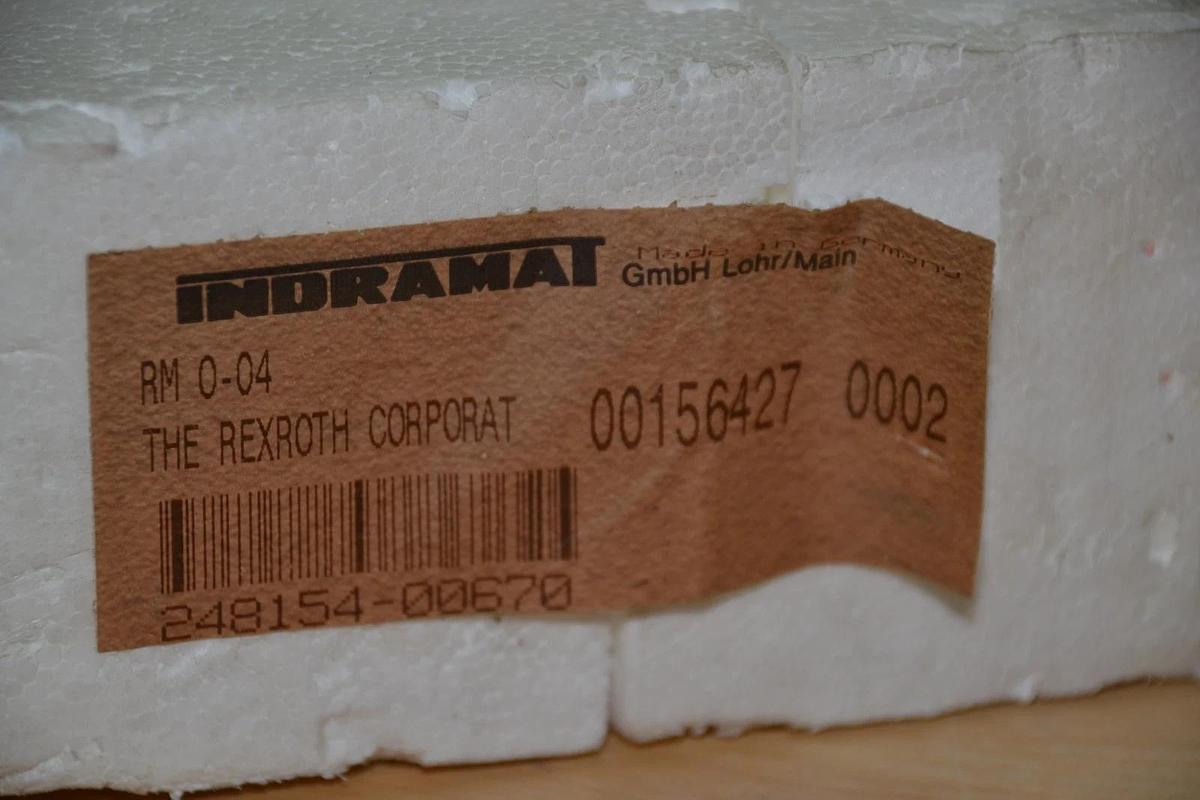 INDRAMAT
Made in Germany
GmbH Lohr/Main
RM 0-04
THE REXROTH CORPORAT
00156427 0002
248154-00670